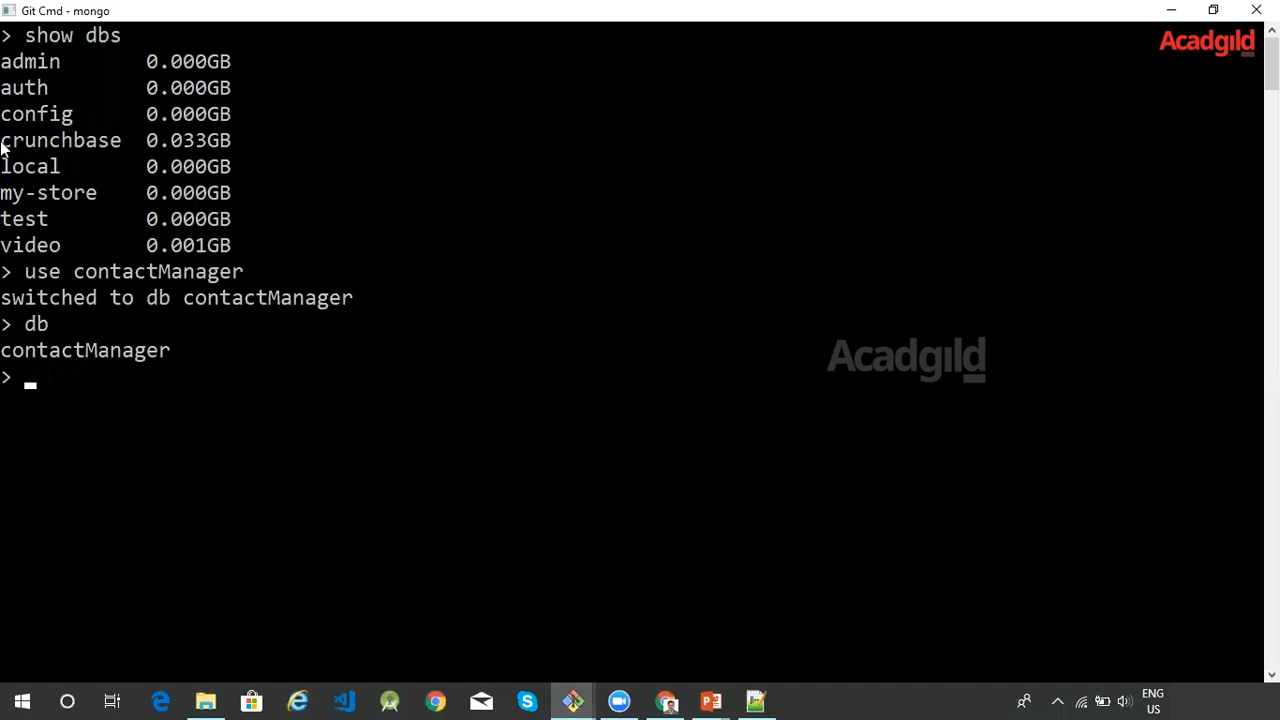 Git Cmd - mongo
> show dbs
admin 0.000GB
auth 0.000GB
config 0.000GB
crunchbase 0.033GB
local 0.000GB
my-store 0.000GB
test 0.000GB
video 0.001GB
> use contactManager
switched to db contactManager
> db
contactManager
>
Acadgild
Acadgild
ENG
US